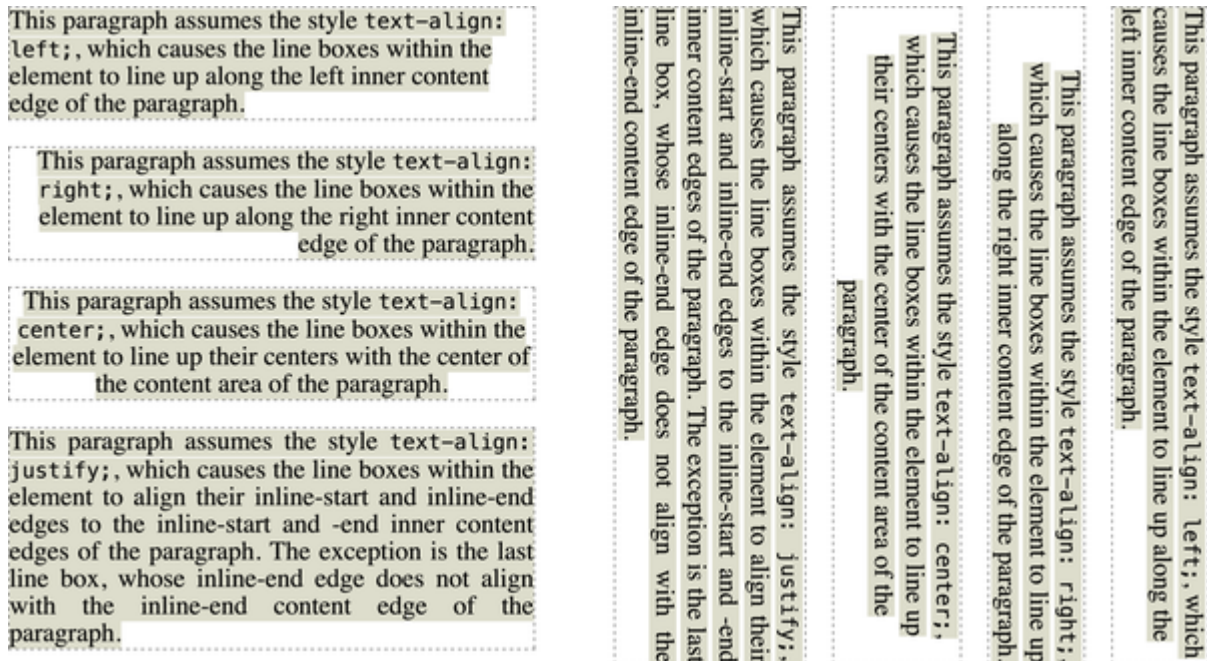 This paragraph assumes the style text-align:
left;, which causes the line boxes within the
element to line up along the left inner content
edge of the paragraph.
This paragraph assumes the style text-align:
right;, which causes the line boxes within the
element to line up along the right inner content
edge of the paragraph.
This paragraph assumes the style text-align:
center;, which causes the line boxes within the
element to line up their centers with the center of
the content area of the paragraph.
This paragraph assumes the style text-align:
justify;, which causes the line boxes within the
element to align their inline-start and inline-end
edges to the inline-start and -end inner content
edges of the paragraph. The exception is the last
line box, whose inline-end edge does not align
with the inline-end content edge of the
paragraph.
This paragraph assumes the style text-align: left;, which
causes the line boxes within the element to line up along the
left inner content edge of the paragraph.
This paragraph assumes the style text-align: right;,
which causes the line boxes within the element to line up
along the right inner content edge of the paragraph.
This paragraph assumes the style text-align: center;,
which causes the line boxes within the element to line up
their centers with the center of the content area of the
paragraph.
This paragraph assumes the style text-align: justify;,
which causes the line boxes within the element to align their
inline-start and inline-end edges to the inline-start and -end
inner content edges of the paragraph. The exception is the last
line box, whose inline-end edge does not align with the
inline-end content edge of the paragraph.